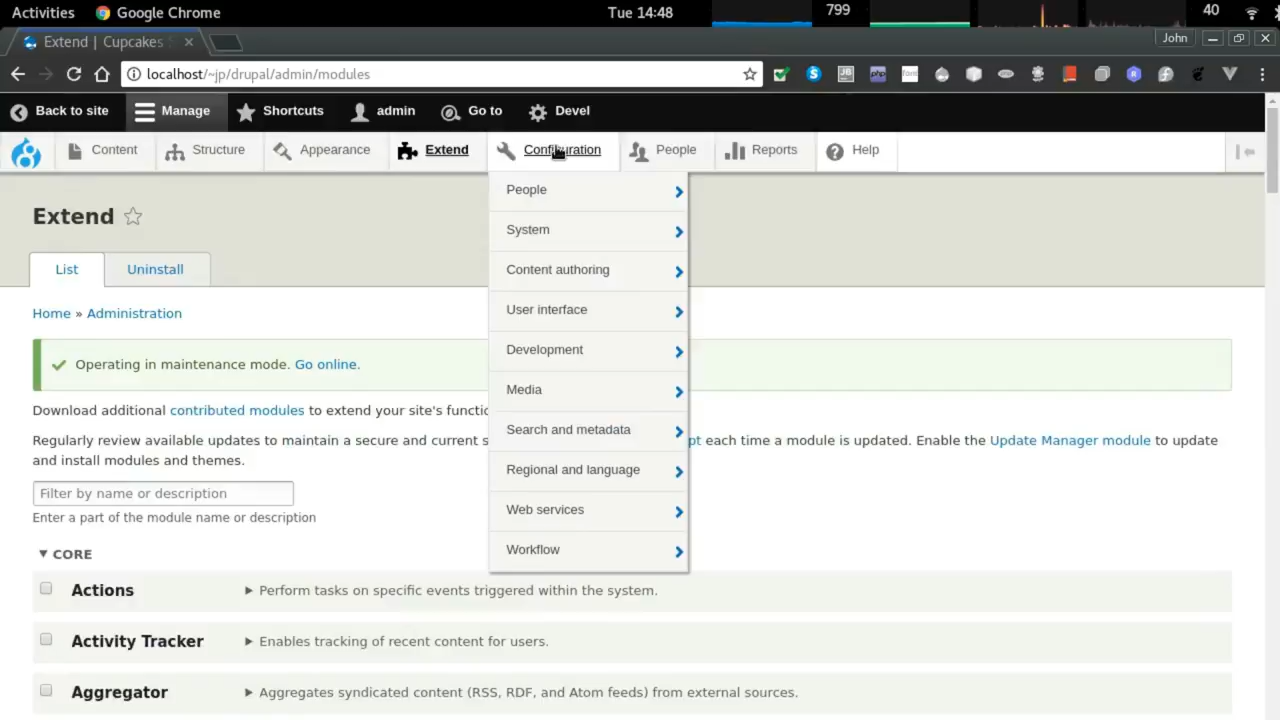 Activities Google Chrome Tue 14:48 799 40
Extend | Cupcakes
John
localhost/~jp/drupal/admin/modules
Back to site Manage Shortcuts admin Go to Devel
Content Structure Appearance Extend Configuration People Reports Help
People
System
Content authoring
User interface
Development
Media
Search and metadata
Regional and language
Web services
Workflow
Extend
List Uninstall
Home » Administration
Operating in maintenance mode. Go online.
Download additional contributed modules to extend your site's functi
Regularly review available updates to maintain a secure and current s pt each time a module is updated. Enable the Update Manager module to update
and install modules and themes.
Filter by name or description
Enter a part of the module name or description
▼ CORE
Actions ▶ Perform tasks on specific events triggered within the system.
Activity Tracker ▶ Enables tracking of recent content for users.
Aggregator ▶ Aggregates syndicated content (RSS, RDF, and Atom feeds) from external sources.